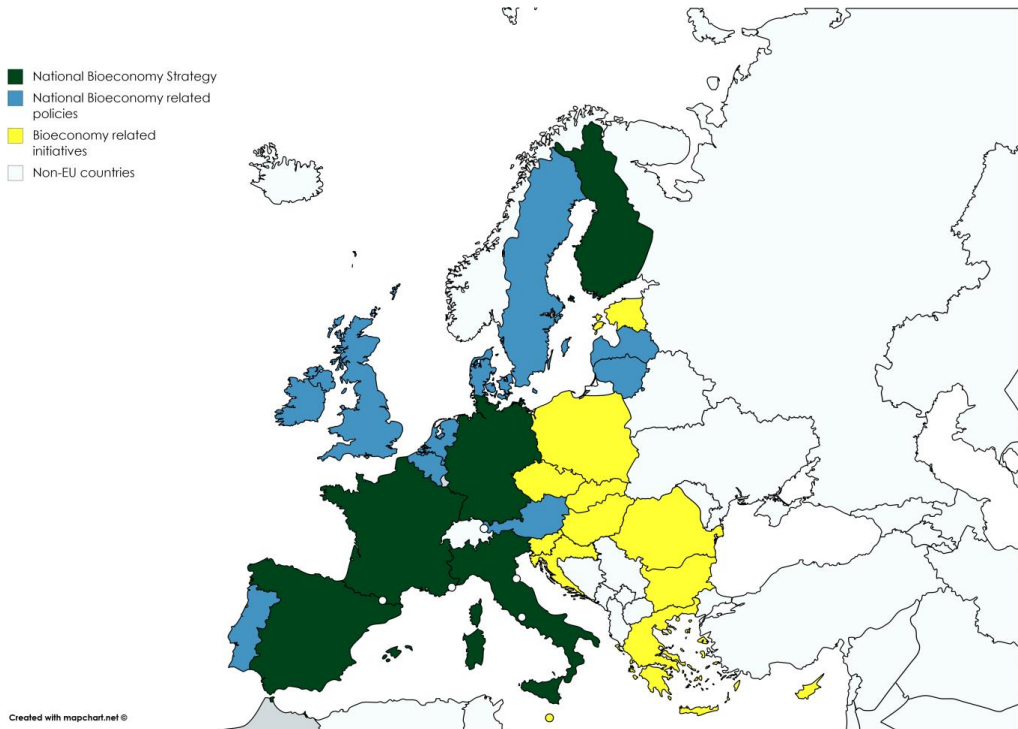 National Bioeconomy Strategy
National Bioeconomy related
policies
Bioeconomy related
initiatives
Non-EU countries
Created with mapchart.net ©